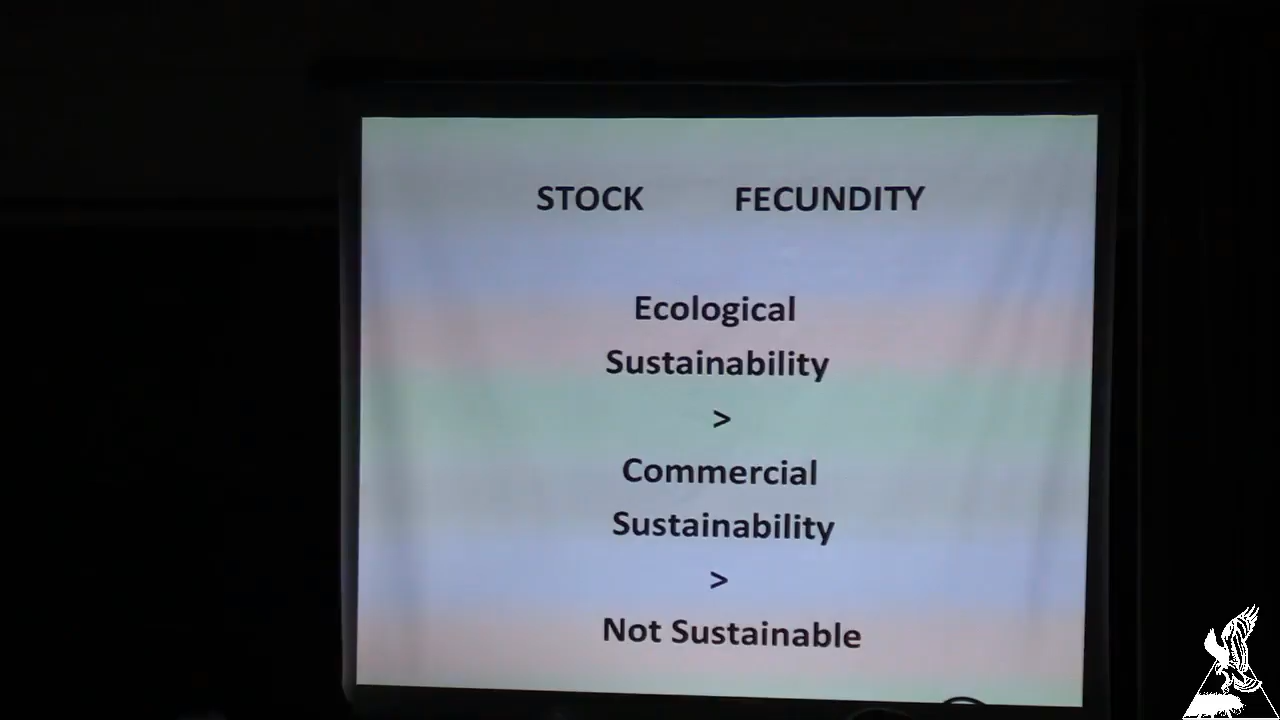 STOCK FECUNDITY
Ecological
Sustainability
>
Commercial
Sustainability
>
Not Sustainable